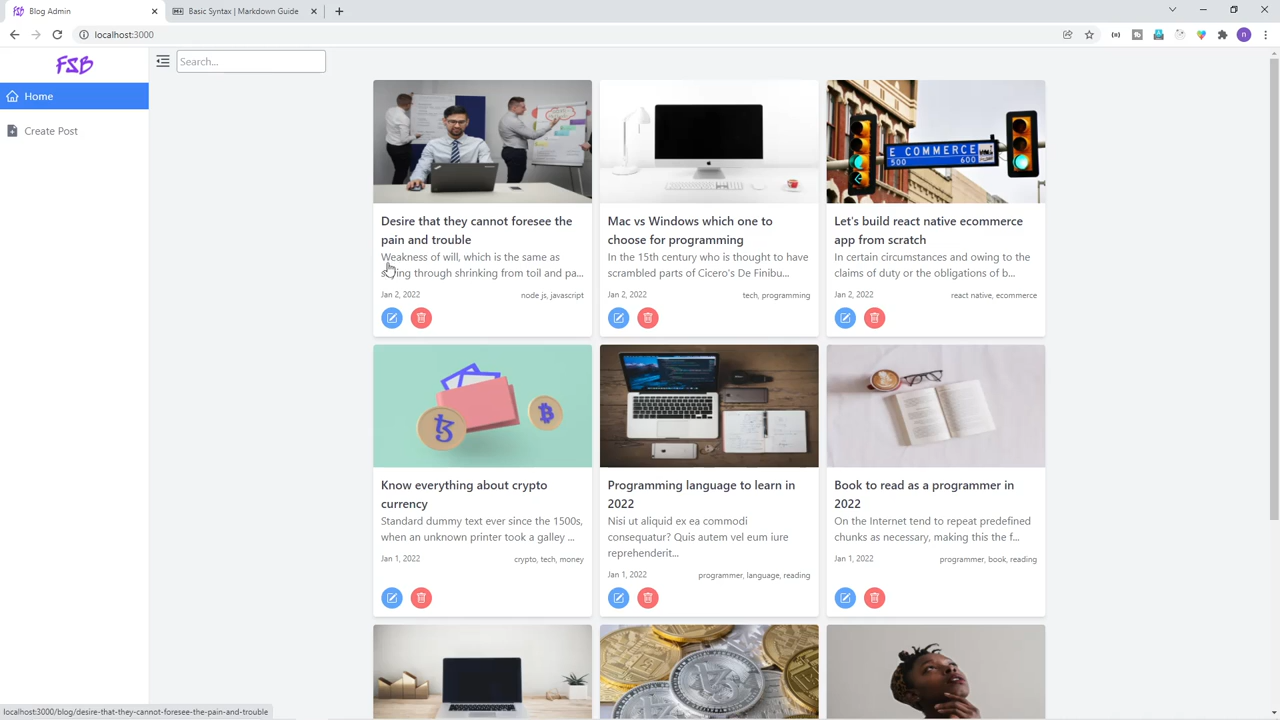 Blog Admin
Basic Syntax | Markdown Guide
localhost:3000
n
FSB
Search...
Home
Create Post
E COMMERCE
500 600
Desire that they cannot foresee the
pain and trouble
Weakness of will, which is the same as
through shrinking from toil and pa...
Jan 2, 2022
node js, javascript
Mac vs Windows which one to
choose for programming
In the 15th century who is thought to have
scrambled parts of Cicero's De Finibu...
Jan 2, 2022
tech, programming
Let's build react native ecommerce
app from scratch
In certain circumstances and owing to the
claims of duty or the obligations of b...
Jan 2, 2022
react native, ecommerce
Know everything about crypto
currency
Standard dummy text ever since the 1500s,
when an unknown printer took a galley ...
Jan 1, 2022
crypto, tech, money
Programming language to learn in
2022
Nisi ut aliquid ex ea commodi
consequatur? Quis autem vel eum iure
reprehenderit...
Jan 1, 2022
programmer, language, reading
Book to read as a programmer in
2022
On the Internet tend to repeat predefined
chunks as necessary, making this the f...
Jan 1, 2022
programmer, book, reading
localhost:3000/blog/desire-that-they-cannot-foresee-the-pain-and-trouble